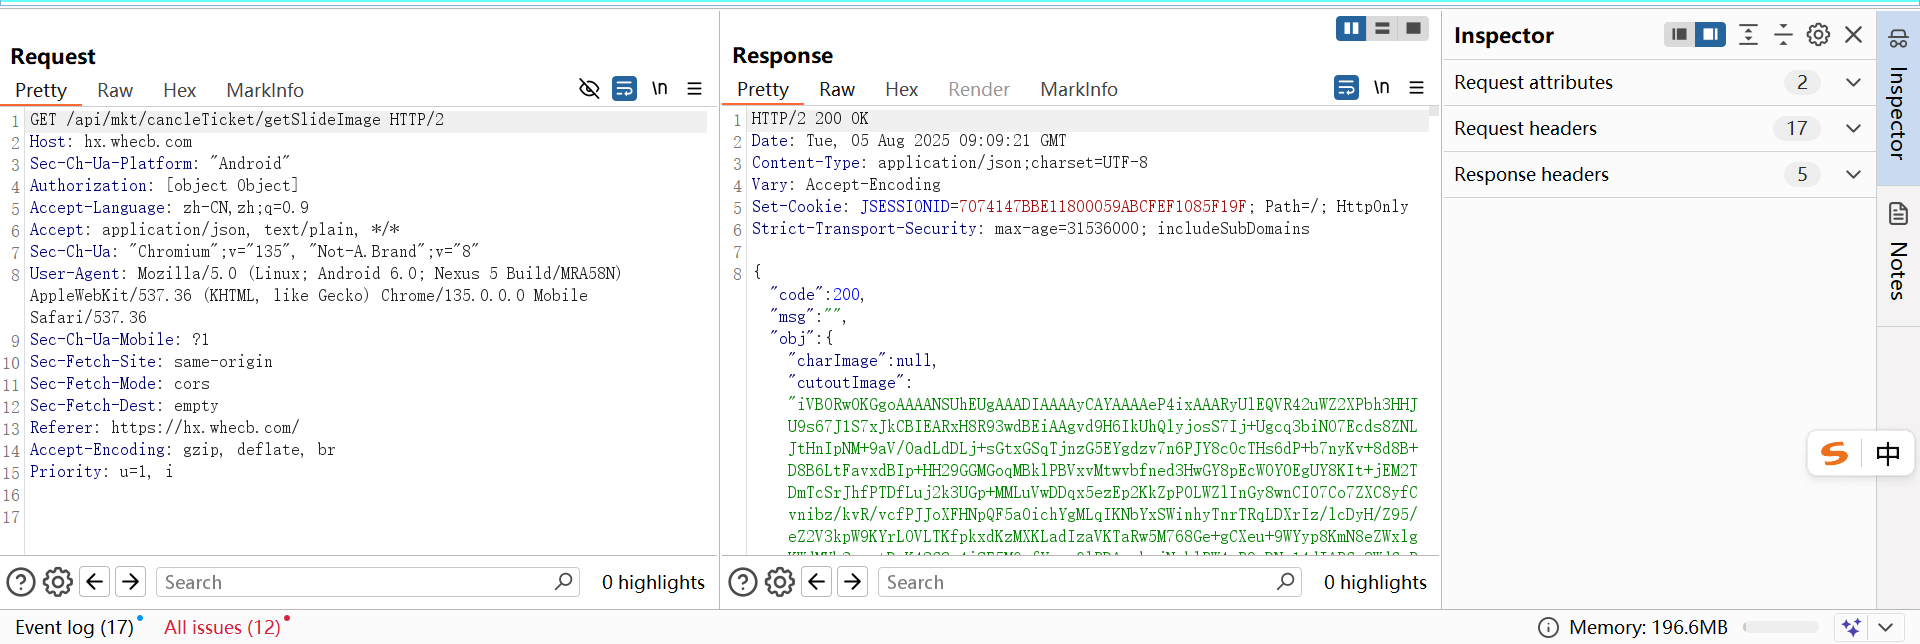 Request
Pretty Raw Hex MarkInfo \n
1 GET /api/mkt/cancleTicket/getSlideImage HTTP/2
2 Host: hx.whecb.com
3 Sec-Ch-Ua-Platform: "Android"
4 Authorization: [object Object]
5 Accept-Language: zh-CN,zh;q=0.9
6 Accept: application/json, text/plain, */*
7 Sec-Ch-Ua: "Chromium";v="135", "Not-A.Brand";v="8"
8 User-Agent: Mozilla/5.0 (Linux; Android 6.0; Nexus 5 Build/MRA58N)
AppleWebKit/537.36 (KHTML, like Gecko) Chrome/135.0.0.0 Mobile
Safari/537.36
9 Sec-Ch-Ua-Mobile: ?1
10 Sec-Fetch-Site: same-origin
11 Sec-Fetch-Mode: cors
12 Sec-Fetch-Dest: empty
13 Referer: https://hx.whecb.com/
14 Accept-Encoding: gzip, deflate, br
15 Priority: u=1, i
16
17
Search
0 highlights
Response
Pretty Raw Hex Render MarkInfo \n
1 HTTP/2 200 OK
2 Date: Tue, 05 Aug 2025 09:09:21 GMT
3 Content-Type: application/json;charset=UTF-8
4 Vary: Accept-Encoding
5 Set-Cookie: JSESSIONID=7074147BBE11800059ABCFEF1085F19F; Path=/; HttpOnly
6 Strict-Transport-Security: max-age=31536000; includeSubDomains
7
8 {
"code":200,
"msg":"",
"obj":{
"charImage":null,
"cutoutImage":
"iVBORw0KGgoAAAANSUhEUgAAADIAAAAyCAYAAAAeP4ixAAARyUlEQVR42uWZ2XPbh3HHJ
U9s67J1S7xJkCBIEARxH8R93wdBEiAAgvd9H6IkUhQlyjosS7Ij+Ugcq3biNO7Ecds8ZNL
JtHnIpNM+9aV/0adLdDLj+sGtxGSqTjnzG5EYgdzv7n6PJY8c0cTHs6dP+b7nyKv+8d8B+
D8B6LtFavxdBIp+HH29GGMGoqMBklPBVxvMtwvbfned3HwGY8pEcW0YOEgUY8KIt+jEM2T
DmTcSrJhfPTDfLuj2k3UGp+MMLuVwDDqx5ezEp2KkZpPOLWZlInGy8wnCI07Co7ZXC8yfC
vnibz/kvR/vcfPJJoXFHNpQF5a0ichYgMLqIKNbYxSWinhyTnrTRqLDXrIz/lcDyH/Z95/
eZ2V3kpW9KYrLOVLTKfpkxdKzMXKLadIzaVKTaRw5M768Ge+gCXeu+9WYyp8KmN8eZWxlg
Search
0 highlights
Inspector
Request attributes 2
Request headers 17
Response headers 5
Inspector
Notes
中
Event log (17)
All issues (12)
Memory: 196.6MB